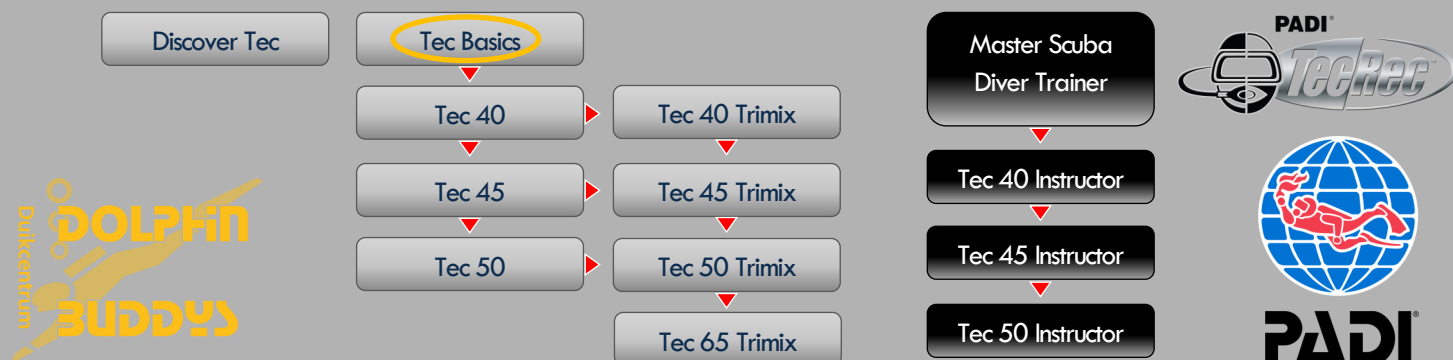 Discover Tec
Tec Basics
Tec 40
Tec 40 Trimix
Tec 45
Tec 45 Trimix
Tec 50
Tec 50 Trimix
Tec 65 Trimix
Master Scuba
Diver Trainer
Tec 40 Instructor
Tec 45 Instructor
Tec 50 Instructor
PADI®
TecRec™
PADI®
Duikcentrum
DOLPHiN
BUDDYS